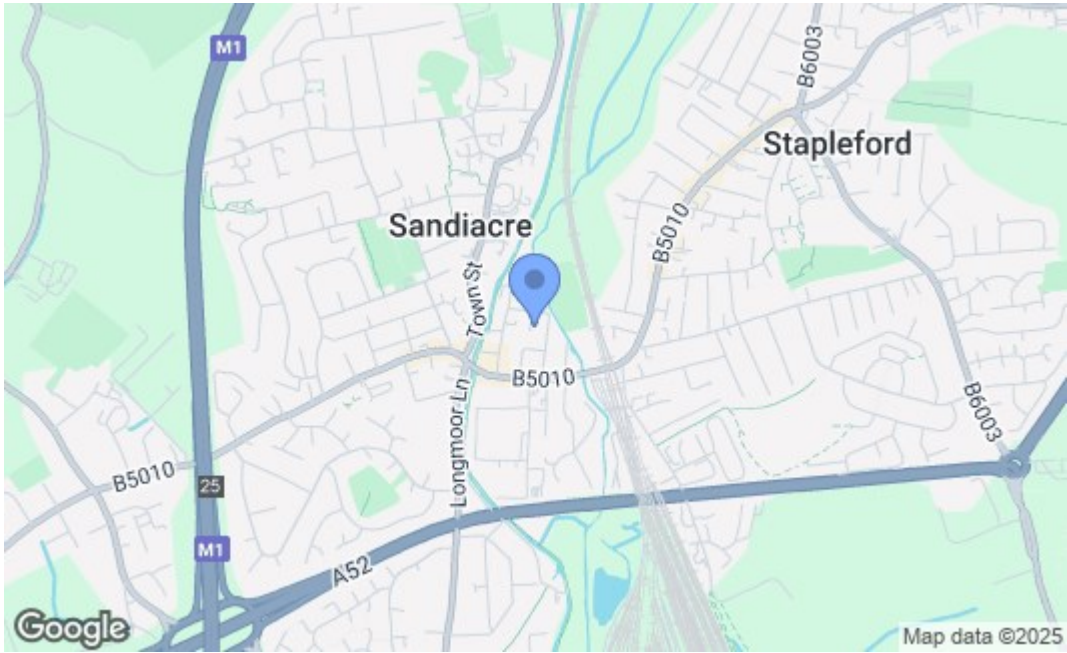 M1
B6003
Stapleford
Sandiacre
B5010
Town St
B5010
Longmoor Ln
B6003
B5010
25
M1
A52
Google
Map data ©2025